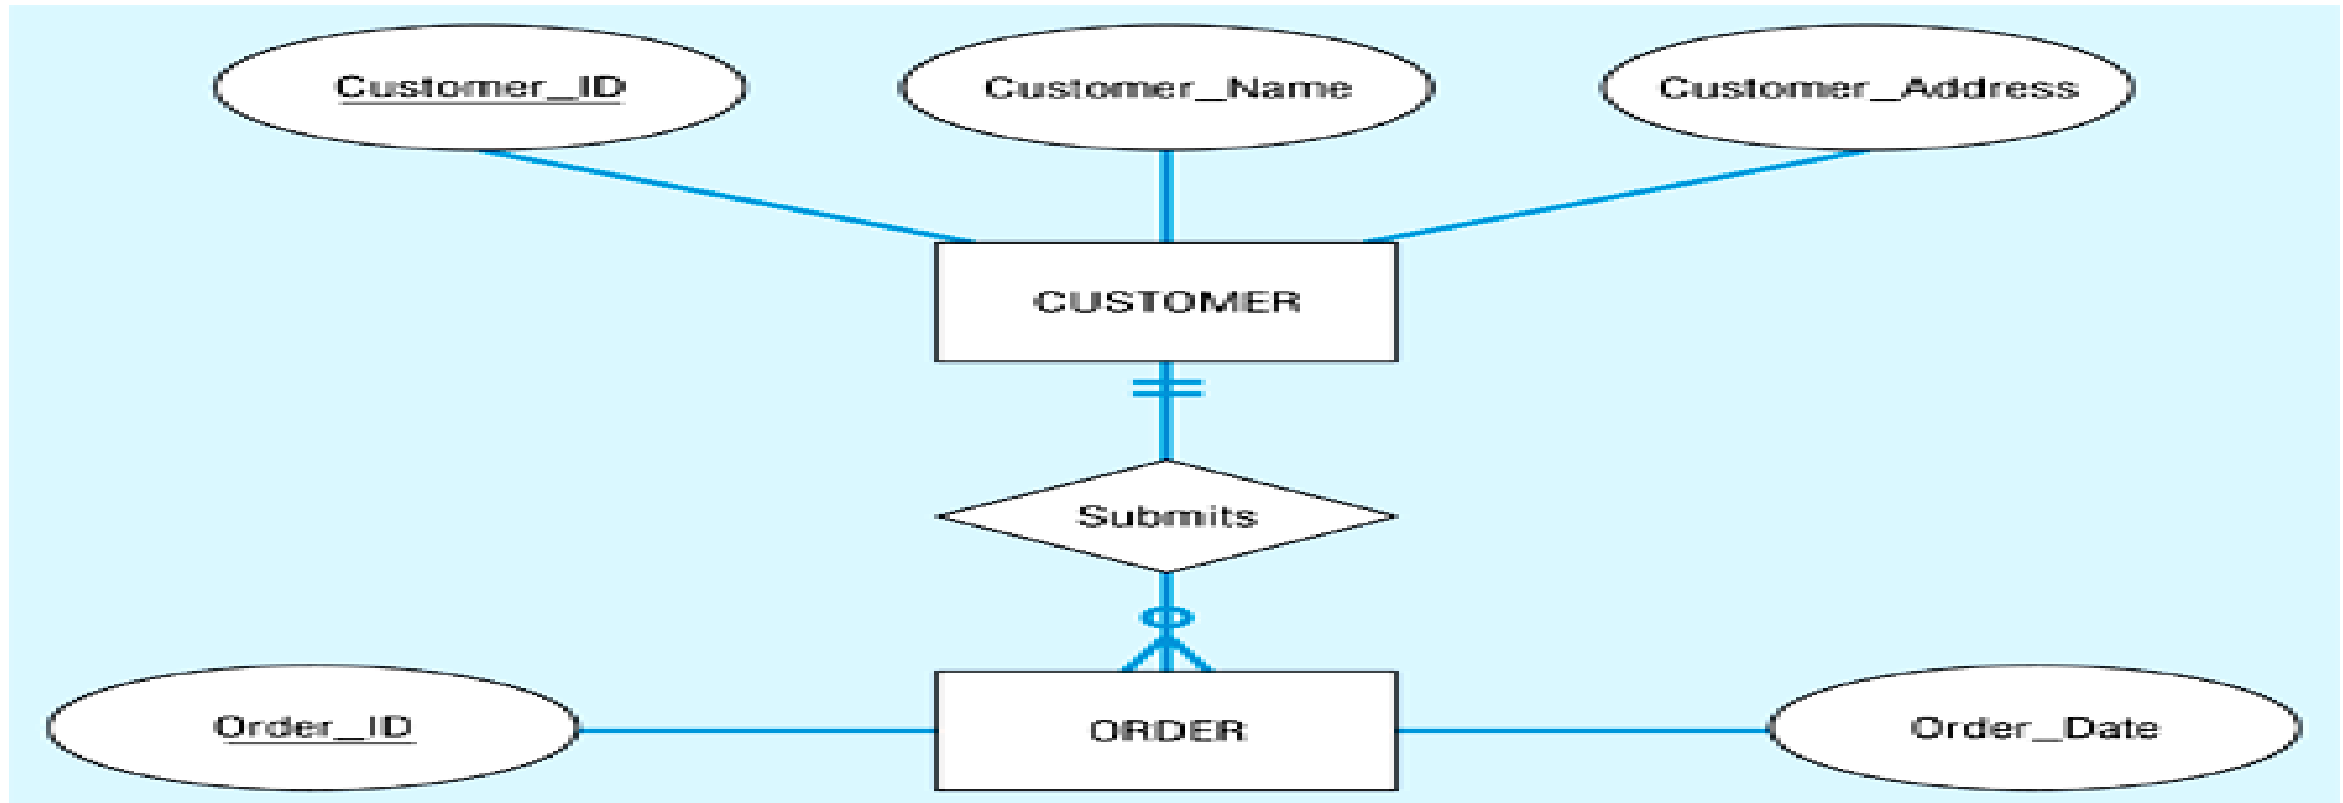 Customer_ID
Customer_Name
Customer_Address
CUSTOMER
Submits
Order_ID
ORDER
Order_Date